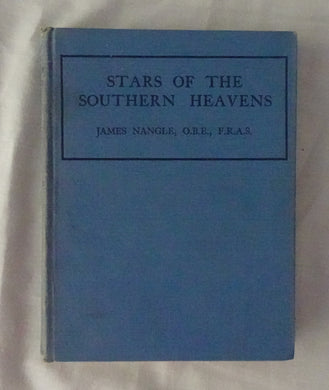 STARS OF THE
SOUTHERN HEAVENS
JAMES NANGLE, O.B.E., F.R.A.S.